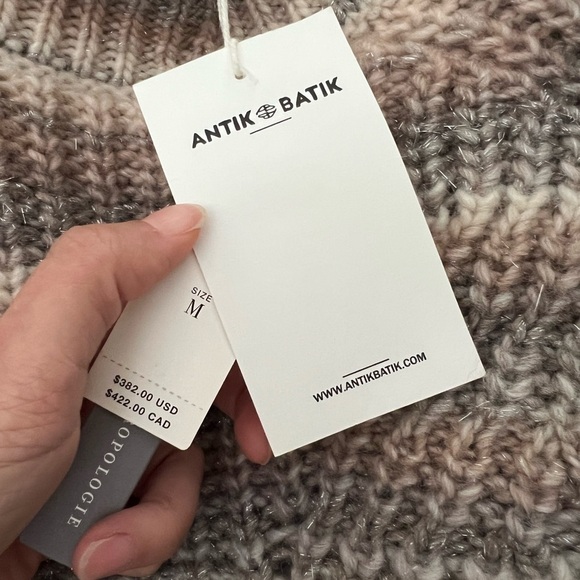 ANTIK BATIK
SIZE
M
$382.00 USD
$422.00 CAD
WWW.ANTIKBATIK.COM
OPOLOGIE